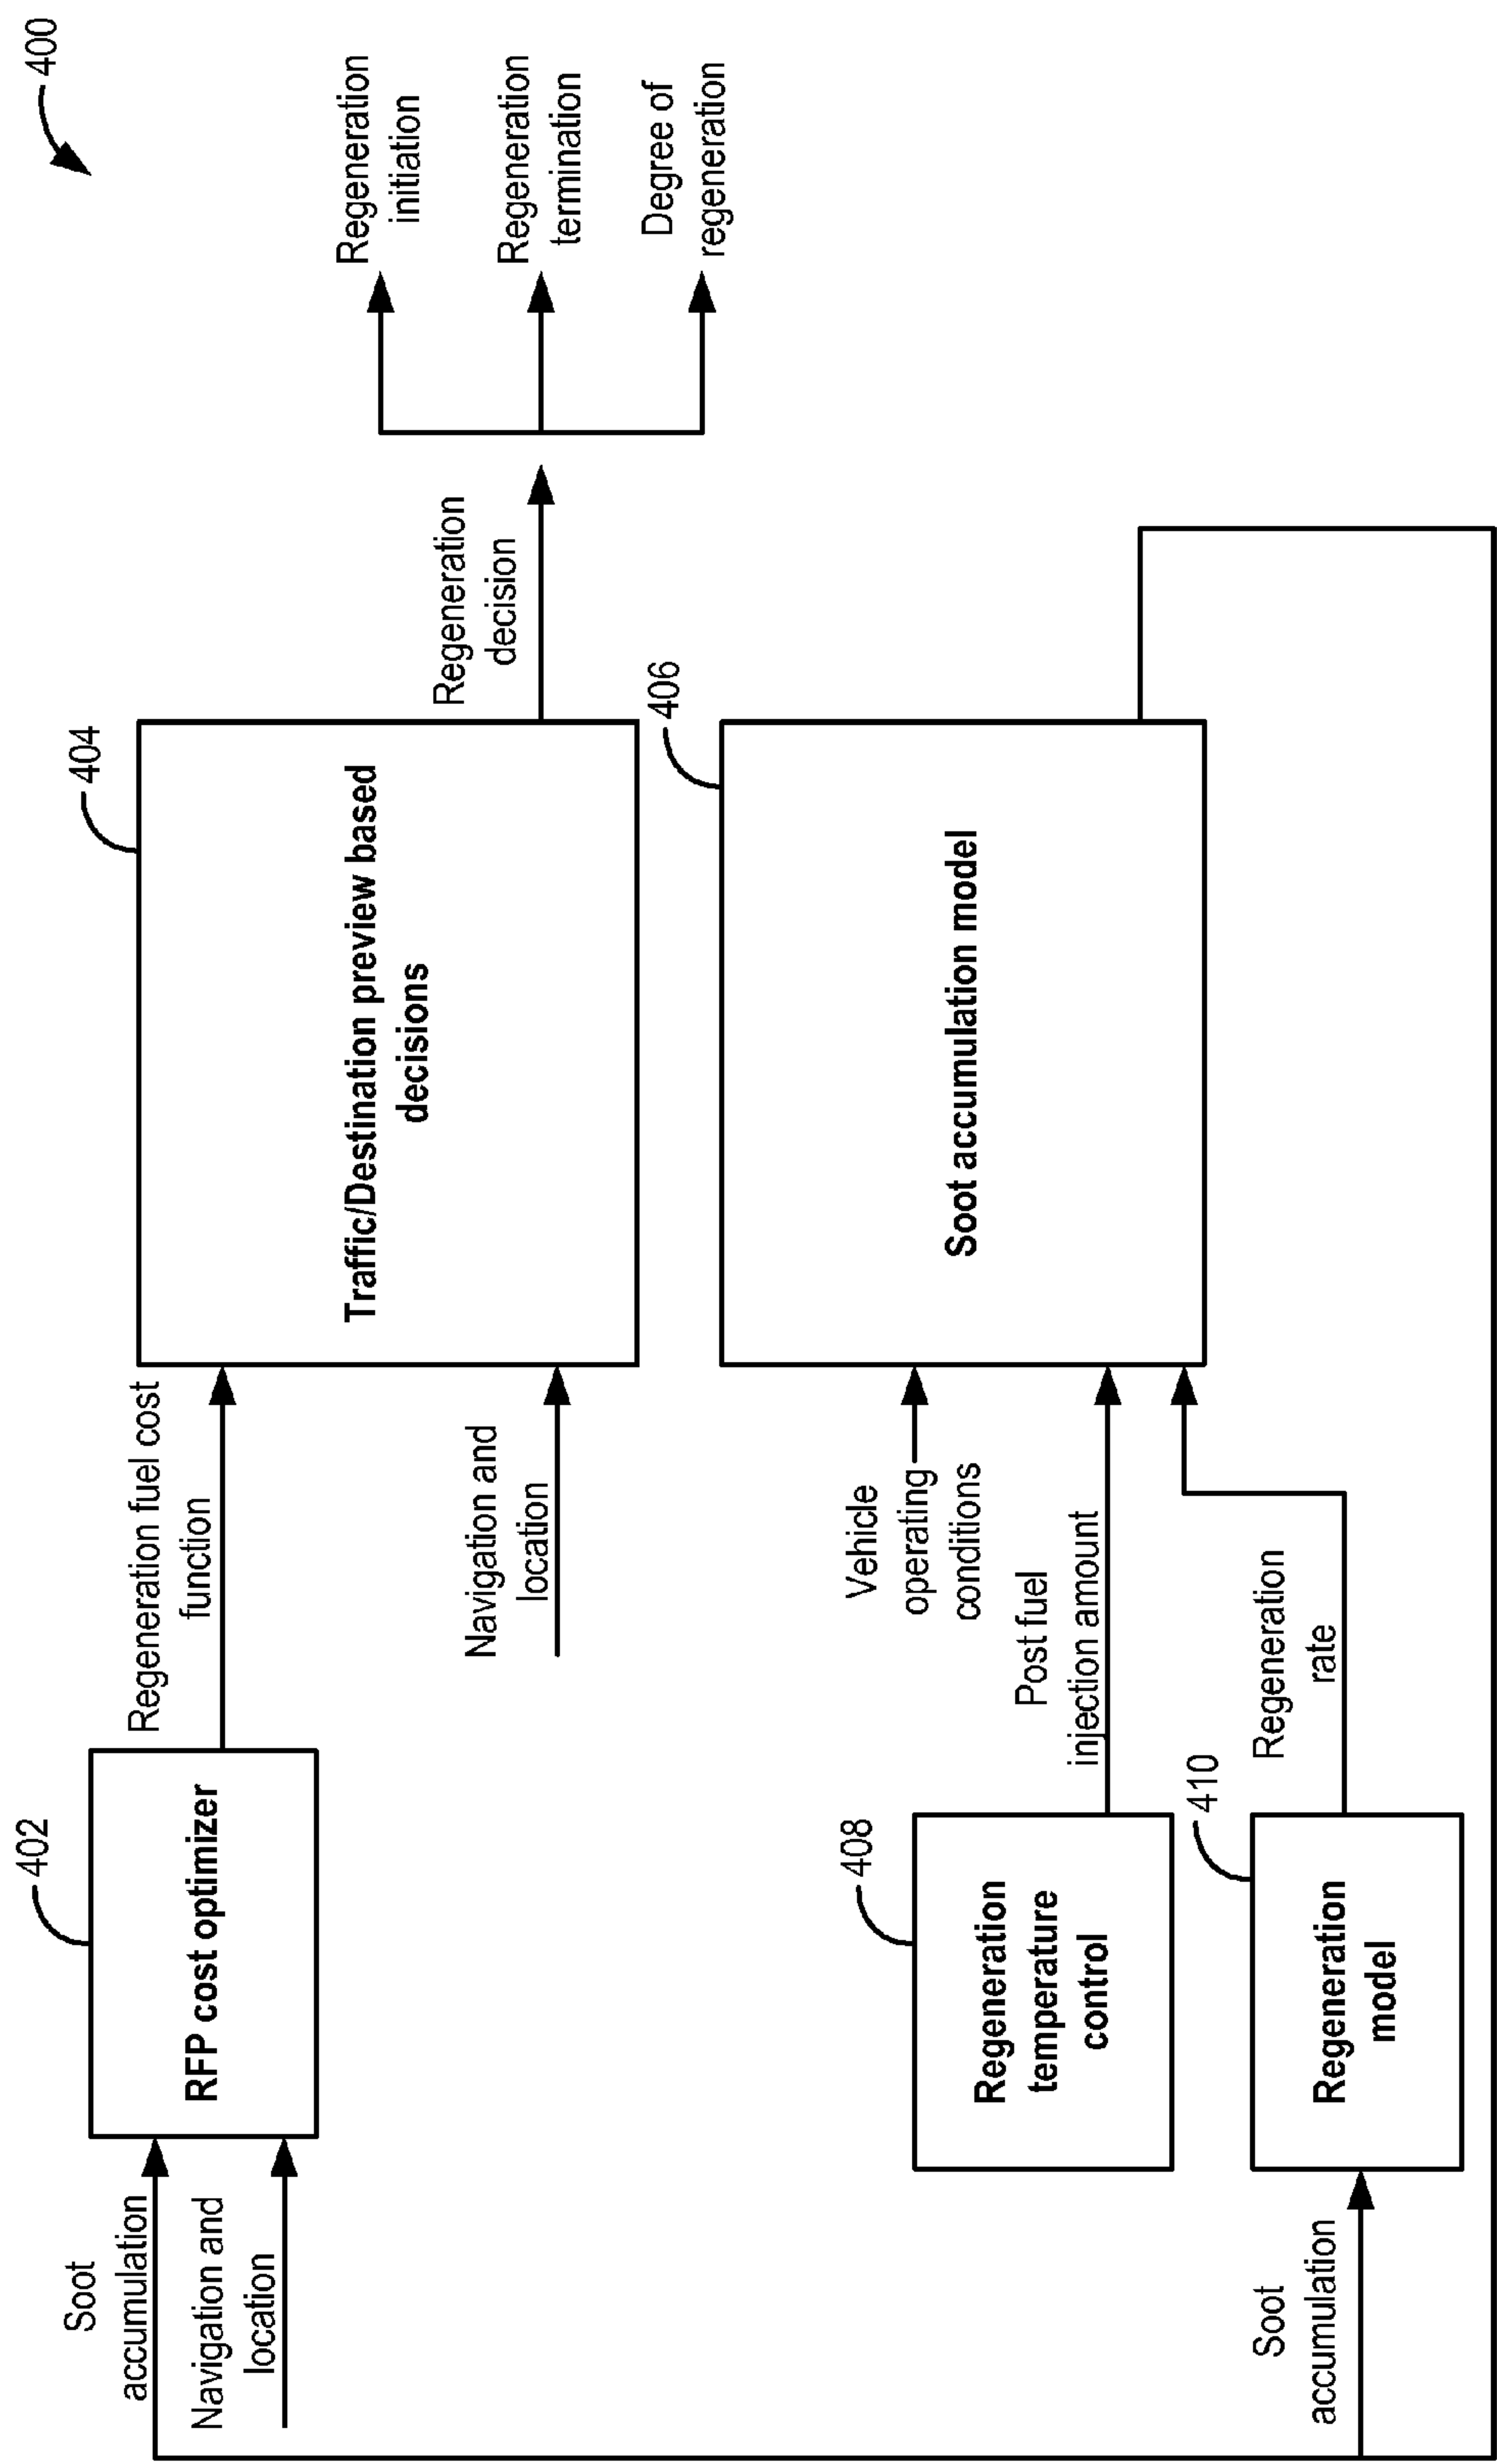 400
402
RFP cost optimizer
Soot
accumulation
Navigation and
location
Regeneration fuel cost
function
404
Traffic/Destination preview based
decisions
Navigation and
location
Regeneration
decision
Regeneration
initiation
Regeneration
termination
Degree of
regeneration
406
Soot accumulation model
Vehicle
operating
conditions
Post fuel
injection amount
408
Regeneration
temperature
control
410
Regeneration
rate
Regeneration
model
Soot
accumulation